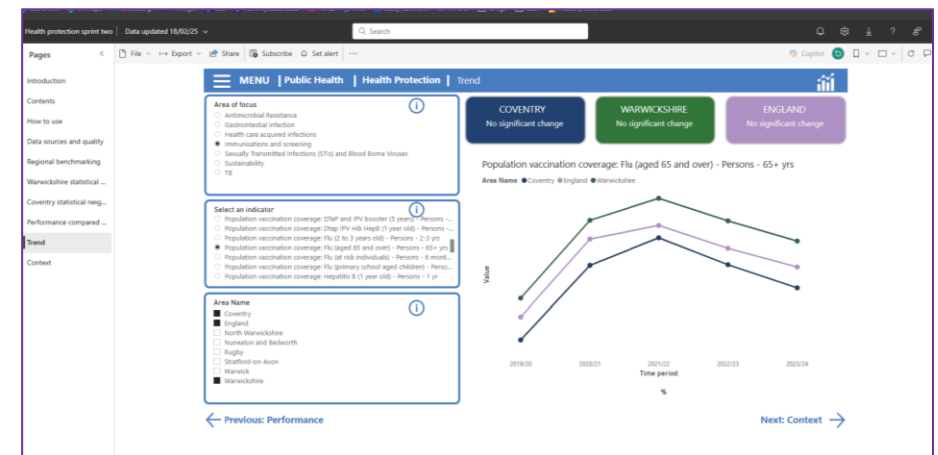 Health protection sprint two | Data updated 18/02/25
Search
Pages
File Export Share Subscribe Set alert ...
Copilot
Introduction
Contents
How to use
Data sources and quality
Regional benchmarking
Warwickshire statistical ...
Coventry statistical neig...
Performance compared ...
Trend
Context
MENU | Public Health | Health Protection | Trend
Area of focus
Antimicrobial Resistance
Gastrointestial infection
Health care acquired infections
Immunisations and screening
Sexually Transmitted infections (STIs) and Blood Borne Viruses
Sustainability
TB
Select an indicator
Population vaccination coverage: DTaP and IPV booster (5 years) - Persons -...
Population vaccination coverage: Dtap IPV Hib HepB (1 year old) - Persons -...
Population vaccination coverage: Flu (2 to 3 years old) - Persons - 2-3 yrs
Population vaccination coverage: Flu (aged 65 and over) - Persons - 65+ yrs
Population vaccination coverage: Flu (at risk individuals) - Persons - 6 mont...
Population vaccination coverage: Flu (primary school aged children) - Perso...
Population vaccination coverage: Hepatitis B (1 year old) - Persons - 1 yr
Area Name
Coventry
England
North Warwickshire
Nuneaton and Bedworth
Rugby
Stratford-on-Avon
Warwick
Warwickshire
COVENTRY
No significant change
WARWICKSHIRE
No significant change
ENGLAND
No significant change
Population vaccination coverage: Flu (aged 65 and over) - Persons - 65+ yrs
Area Name Coventry England Warwickshire
Value
2019/20 2020/21 2021/22 2022/23 2023/24
Time period
%
Previous: Performance
Next: Context